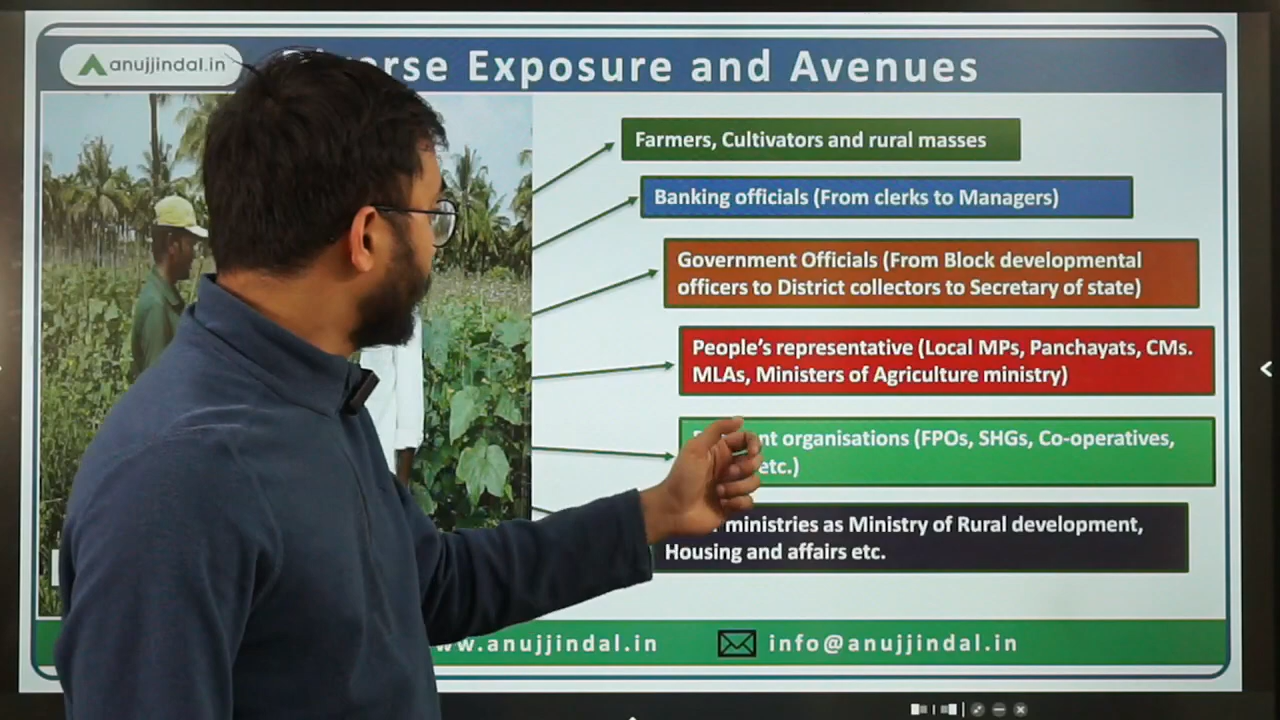 anujjindal.in
Exposure and Avenues
Farmers, Cultivators and rural masses
Banking officials (From clerks to Managers)
Government Officials (From Block developmental
officers to District collectors to Secretary of state)
People's representative (Local MPs, Panchayats, CMs.
MLAs, Ministers of Agriculture ministry)
organisations (FPOs, SHGs, Co-operatives,
etc.)
ministries as Ministry of Rural development,
Housing and affairs etc.
www.anujjindal.in
info@anujjindal.in